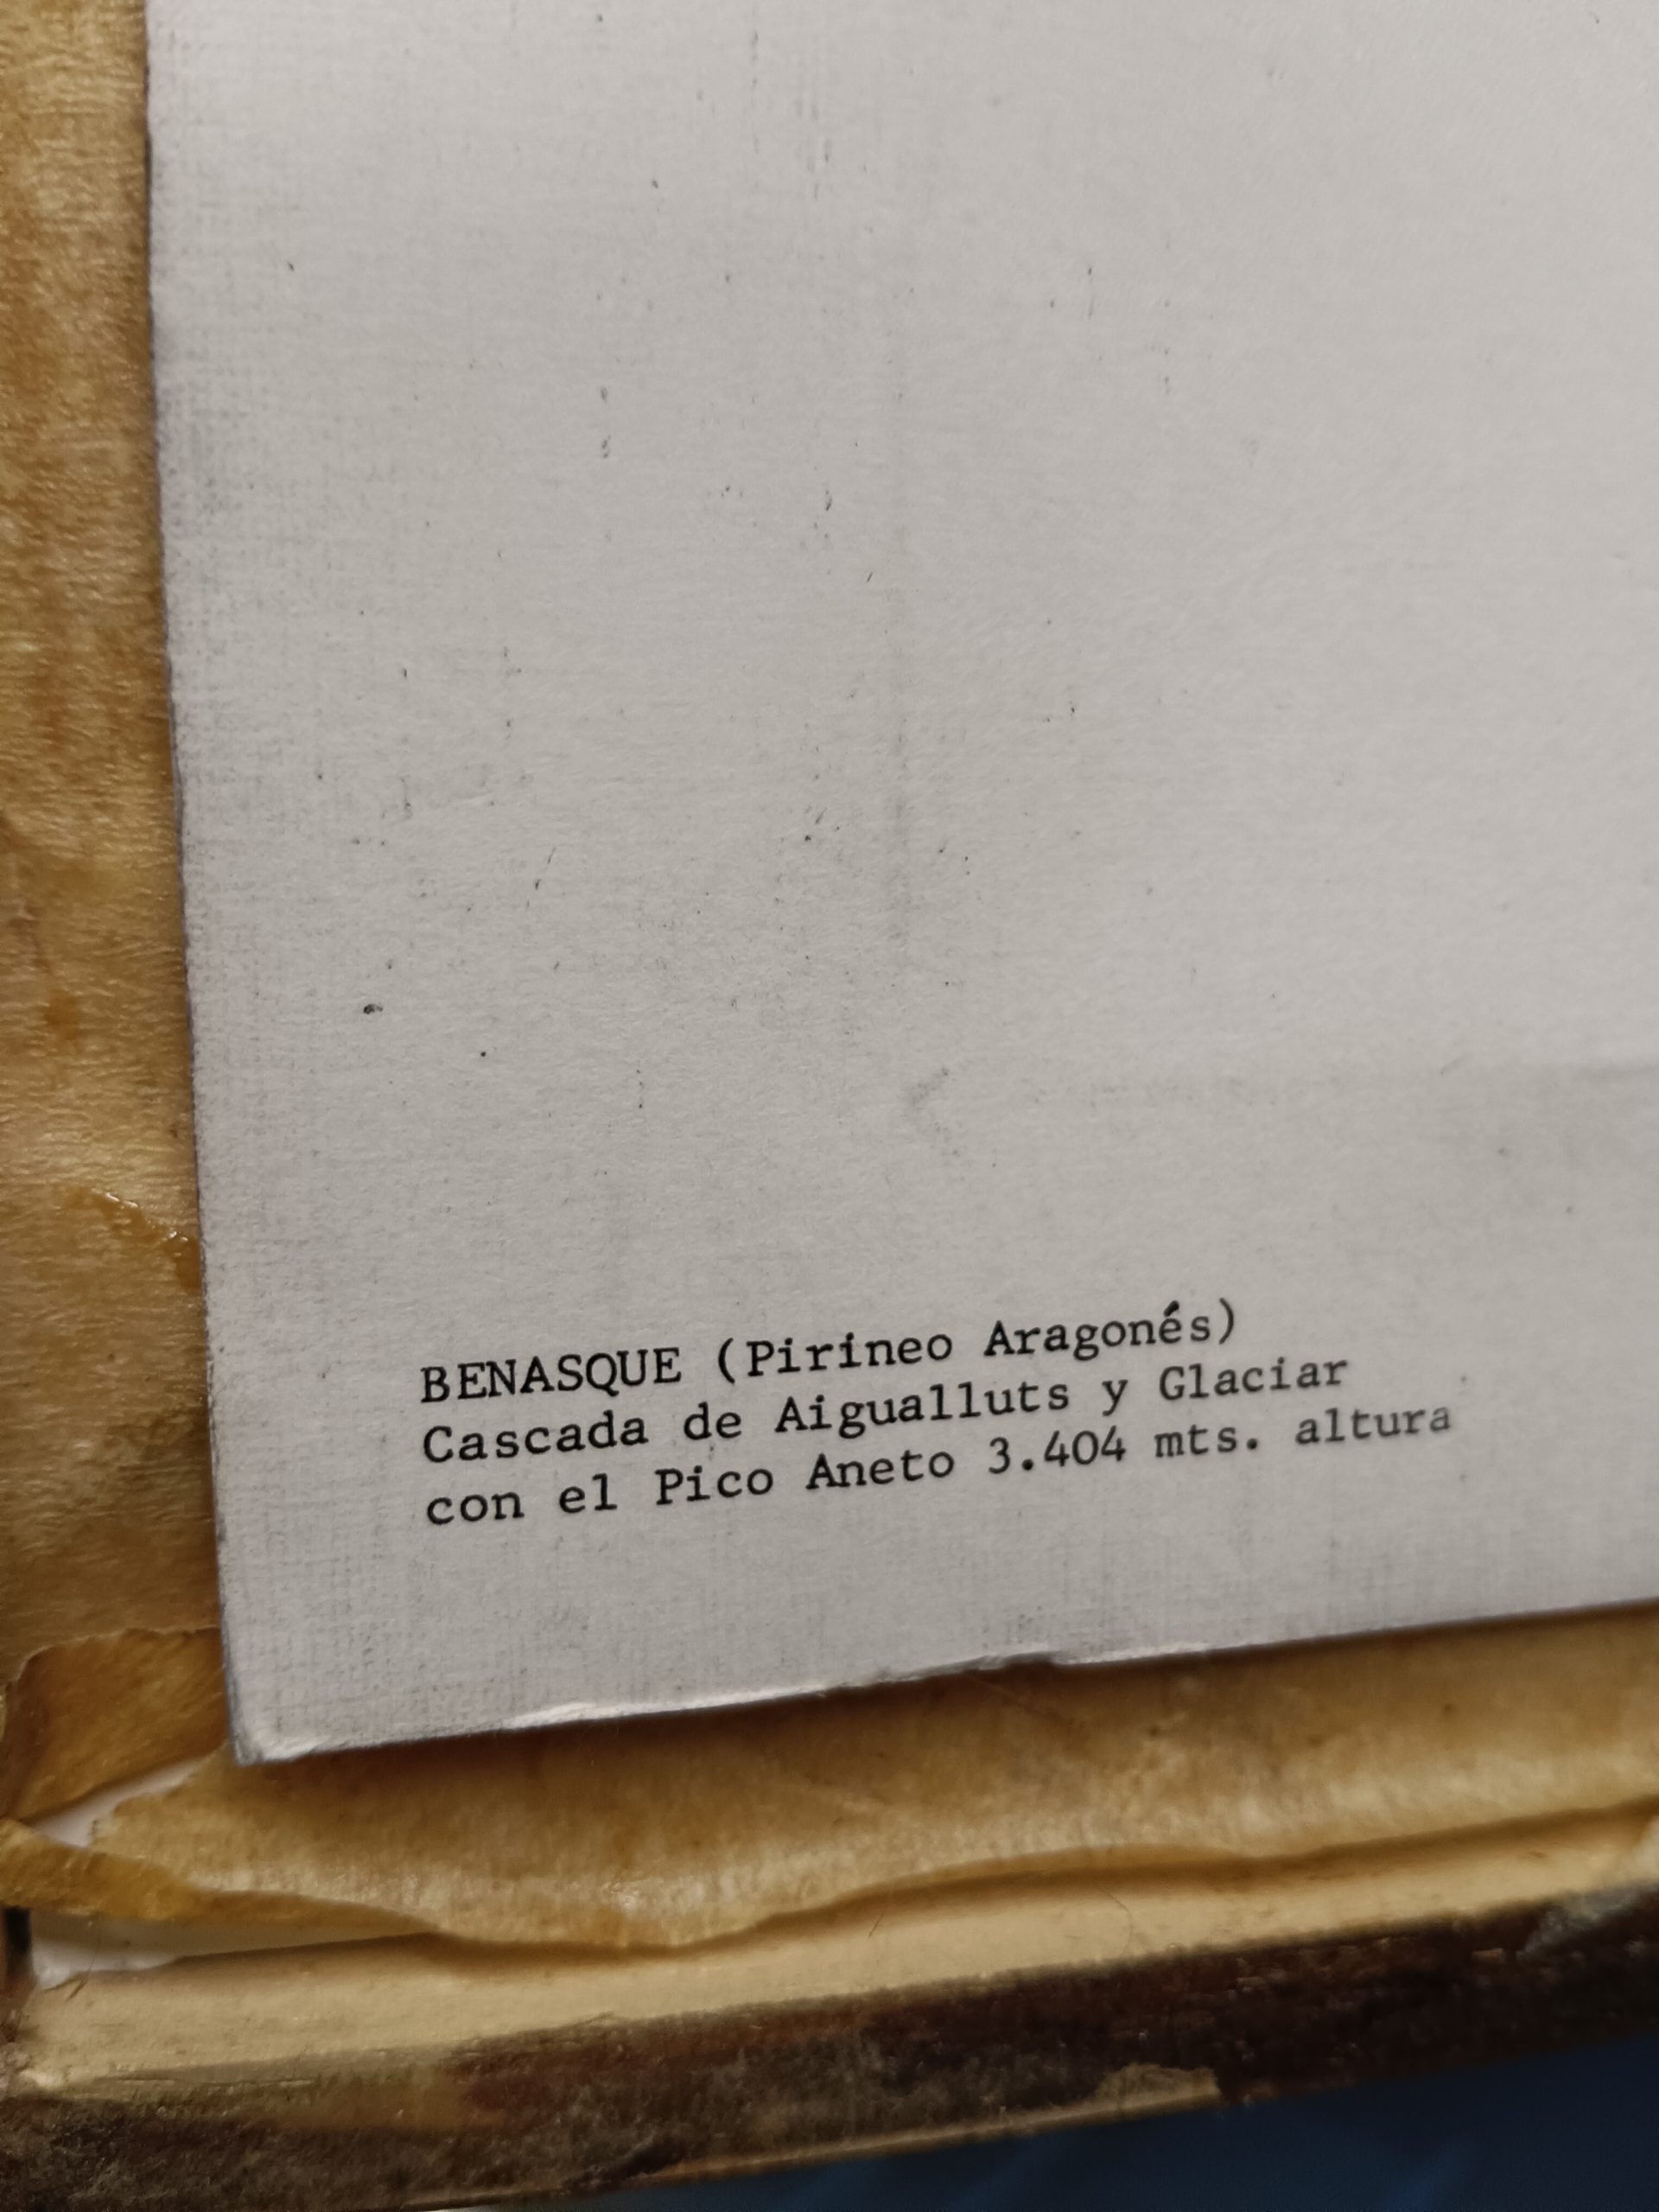 BENASQUE (Pirineo Aragonés)
Cascada de Aigualluts y Glaciar
con el Pico Aneto 3.404 mts. altura